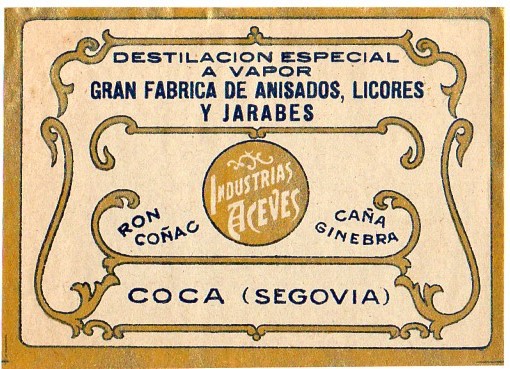 DESTILACION ESPECIAL
A VAPOR
GRAN FABRICA DE ANISADOS, LICORES
Y JARABES
INDUSTRIAS
ACEVES
RON
COÑAC
CAÑA
GINEBRA
COCA (SEGOVIA)